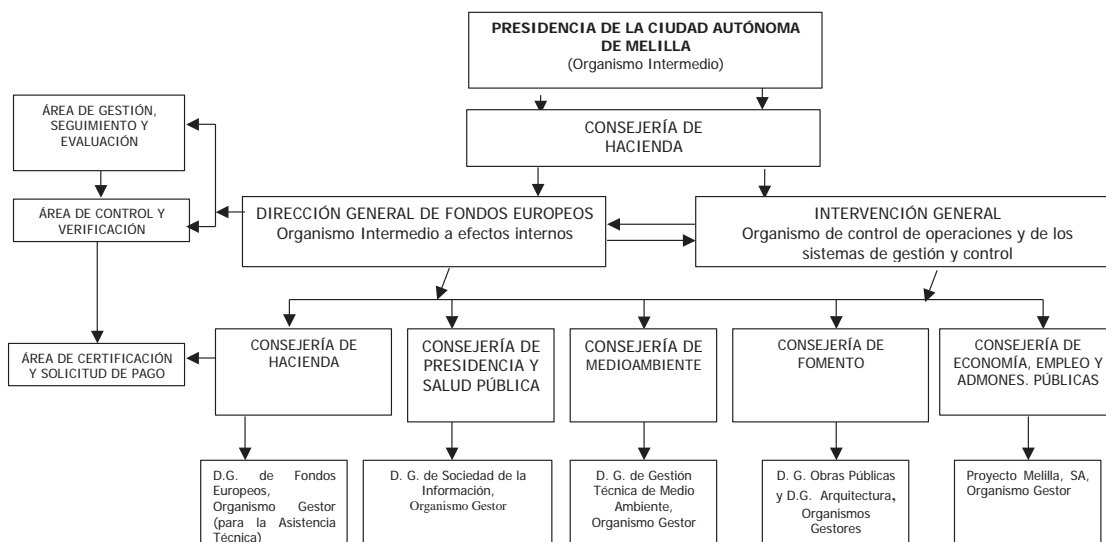 PRESIDENCIA DE LA CIUDAD AUTÓNOMA
DE MELILLA
(Organismo Intermedio)
ÁREA DE GESTIÓN,
SEGUIMIENTO Y
EVALUACIÓN
CONSEJERÍA DE
HACIENDA
ÁREA DE CONTROL Y
VERIFICACIÓN
DIRECCIÓN GENERAL DE FONDOS EUROPEOS
Organismo Intermedio a efectos internos
INTERVENCIÓN GENERAL
Organismo de control de operaciones y de los
sistemas de gestión y control
ÁREA DE CERTIFICACIÓN
Y SOLICITUD DE PAGO
CONSEJERÍA DE
HACIENDA
CONSEJERÍA DE
PRESIDENCIA Y
SALUD PÚBLICA
CONSEJERÍA DE
MEDIOAMBIENTE
CONSEJERÍA DE
FOMENTO
CONSEJERÍA DE
ECONOMÍA, EMPLEO Y
ADMONES. PÚBLICAS
D.G. de Fondos
Europeos,
Organismo Gestor
(para la Asistencia
Técnica)
D. G. de Sociedad de la
Información,
Organismo Gestor
D. G. de Gestión
Técnica de Medio
Ambiente,
Organismo Gestor
D. G. Obras Públicas
y D.G. Arquitectura,
Organismos
Gestores
Proyecto Melilla, SA,
Organismo Gestor